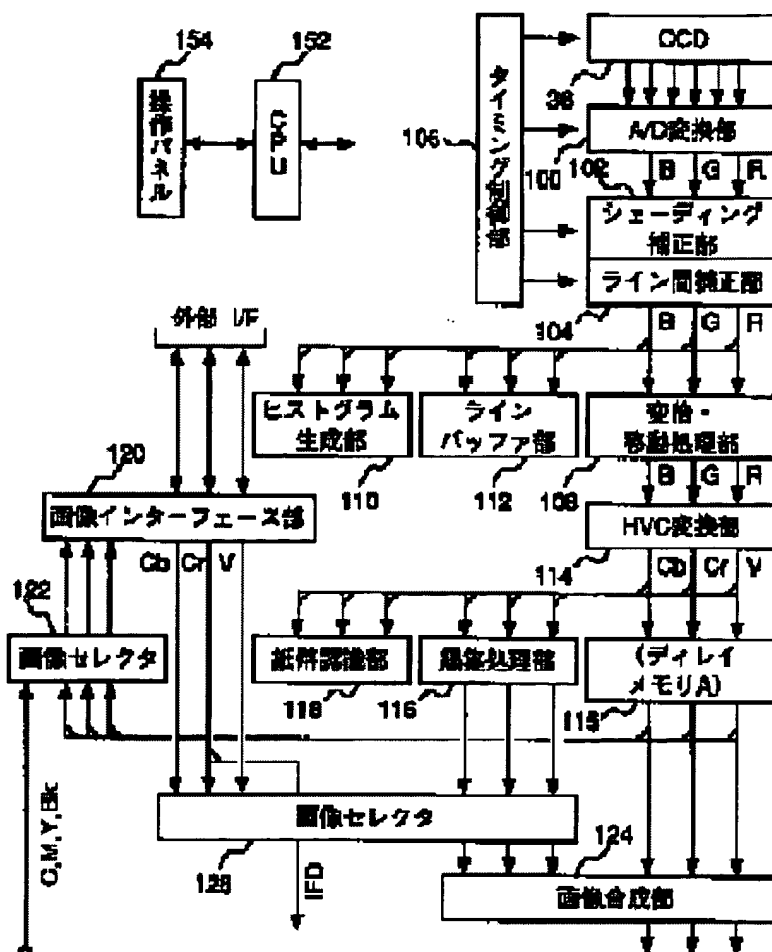 154
152
操作パネル
CPU
106
タイミング制御部
CCD
36
A/D変換部
100
102
B G R
シェーディング
補正部
ライン間補正部
104
B G R
外部 I/F
ヒストグラム
生成部
110
ライン
バッファ部
112
変倍・
移動処理部
108
B G R
120
画像インターフェース部
HVC変換部
114
Cb Cr V
Cb Cr V
122
画像セレクタ
紙幣認識部
118
編集処理部
116
(ディレイ
メモリA)
115
C,M,Y,Bk
画像セレクタ
126
IFD
124
画像合成部